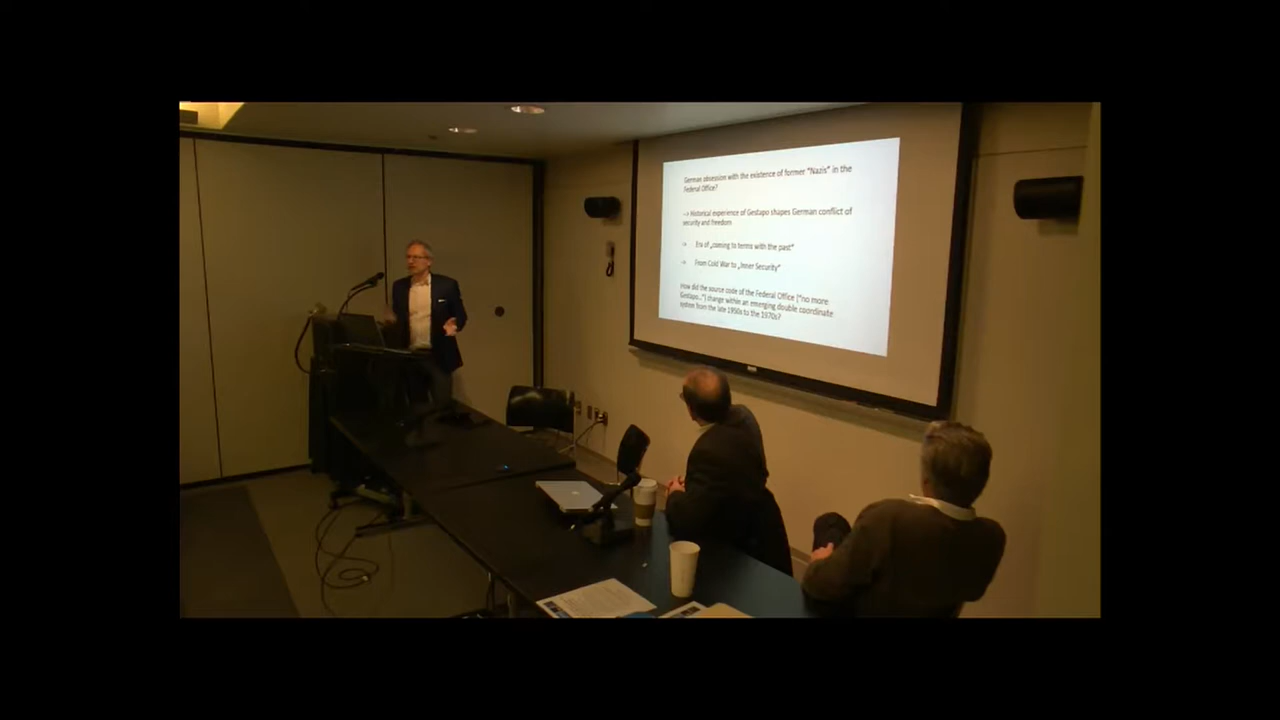 German obsession with the existence of former "Nazis" in the
Federal Office?
--> Historical experience of Gestapo shapes German conflict of
security and freedom
-> Era of „coming to terms with the past"
-> From Cold War to „Inner Security"
How did the source code of the Federal Office ("no more
Gestapo...") change within an emerging double coordinate
system from the late 1950s to the 1970s?